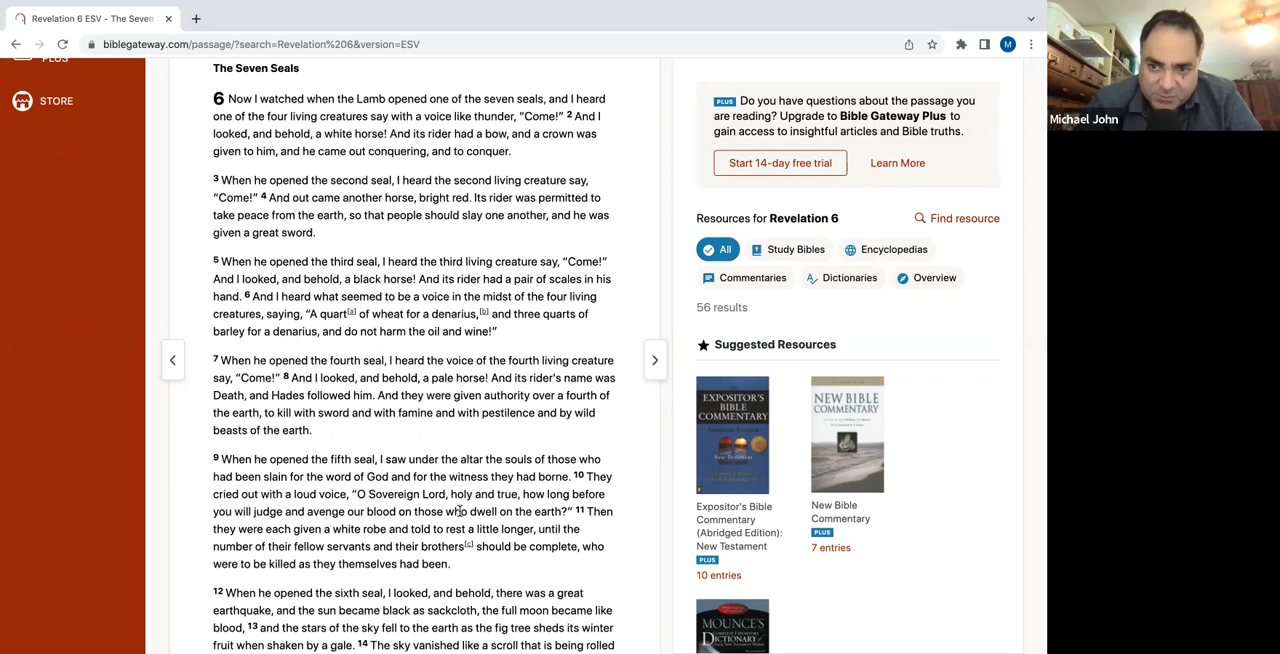 Revelation 6 ESV - The Seven
biblegateway.com/passage/?search=Revelation%206&version=ESV
M
PLUS
STORE
The Seven Seals
6 Now I watched when the Lamb opened one of the seven seals, and I heard
one of the four living creatures say with a voice like thunder, “Come!” 2 And I
looked, and behold, a white horse! And its rider had a bow, and a crown was
given to him, and he came out conquering, and to conquer.
3 When he opened the second seal, I heard the second living creature say,
“Come!” 4 And out came another horse, bright red. Its rider was permitted to
take peace from the earth, so that people should slay one another, and he was
given a great sword.
5 When he opened the third seal, I heard the third living creature say, “Come!”
And I looked, and behold, a black horse! And its rider had a pair of scales in his
hand. 6 And I heard what seemed to be a voice in the midst of the four living
creatures, saying, “A quart[a] of wheat for a denarius,[b] and three quarts of
barley for a denarius, and do not harm the oil and wine!”
7 When he opened the fourth seal, I heard the voice of the fourth living creature
say, “Come!” 8 And I looked, and behold, a pale horse! And its rider's name was
Death, and Hades followed him. And they were given authority over a fourth of
the earth, to kill with sword and with famine and with pestilence and by wild
beasts of the earth.
9 When he opened the fifth seal, I saw under the altar the souls of those who
had been slain for the word of God and for the witness they had borne. 10 They
cried out with a loud voice, “O Sovereign Lord, holy and true, how long before
you will judge and avenge our blood on those who dwell on the earth?” 11 Then
they were each given a white robe and told to rest a little longer, until the
number of their fellow servants and their brothers[c] should be complete, who
were to be killed as they themselves had been.
12 When he opened the sixth seal, I looked, and behold, there was a great
earthquake, and the sun became black as sackcloth, the full moon became like
blood, 13 and the stars of the sky fell to the earth as the fig tree sheds its winter
fruit when shaken by a gale. 14 The sky vanished like a scroll that is being rolled
PLUS Do you have questions about the passage you
are reading? Upgrade to Bible Gateway Plus to
gain access to insightful articles and Bible truths.
Start 14-day free trial
Learn More
Resources for Revelation 6
Find resource
All
Study Bibles
Encyclopedias
Commentaries
Dictionaries
Overview
56 results
Suggested Resources
EXPOSITOR'S
BIBLE
COMMENTARY
New Testament
NEW BIBLE
COMMENTARY
Expositor's Bible
Commentary
(Abridged Edition):
New Testament
PLUS
10 entries
New Bible
Commentary
PLUS
7 entries
MOUNCE'S
DICTIONARY
Michael John